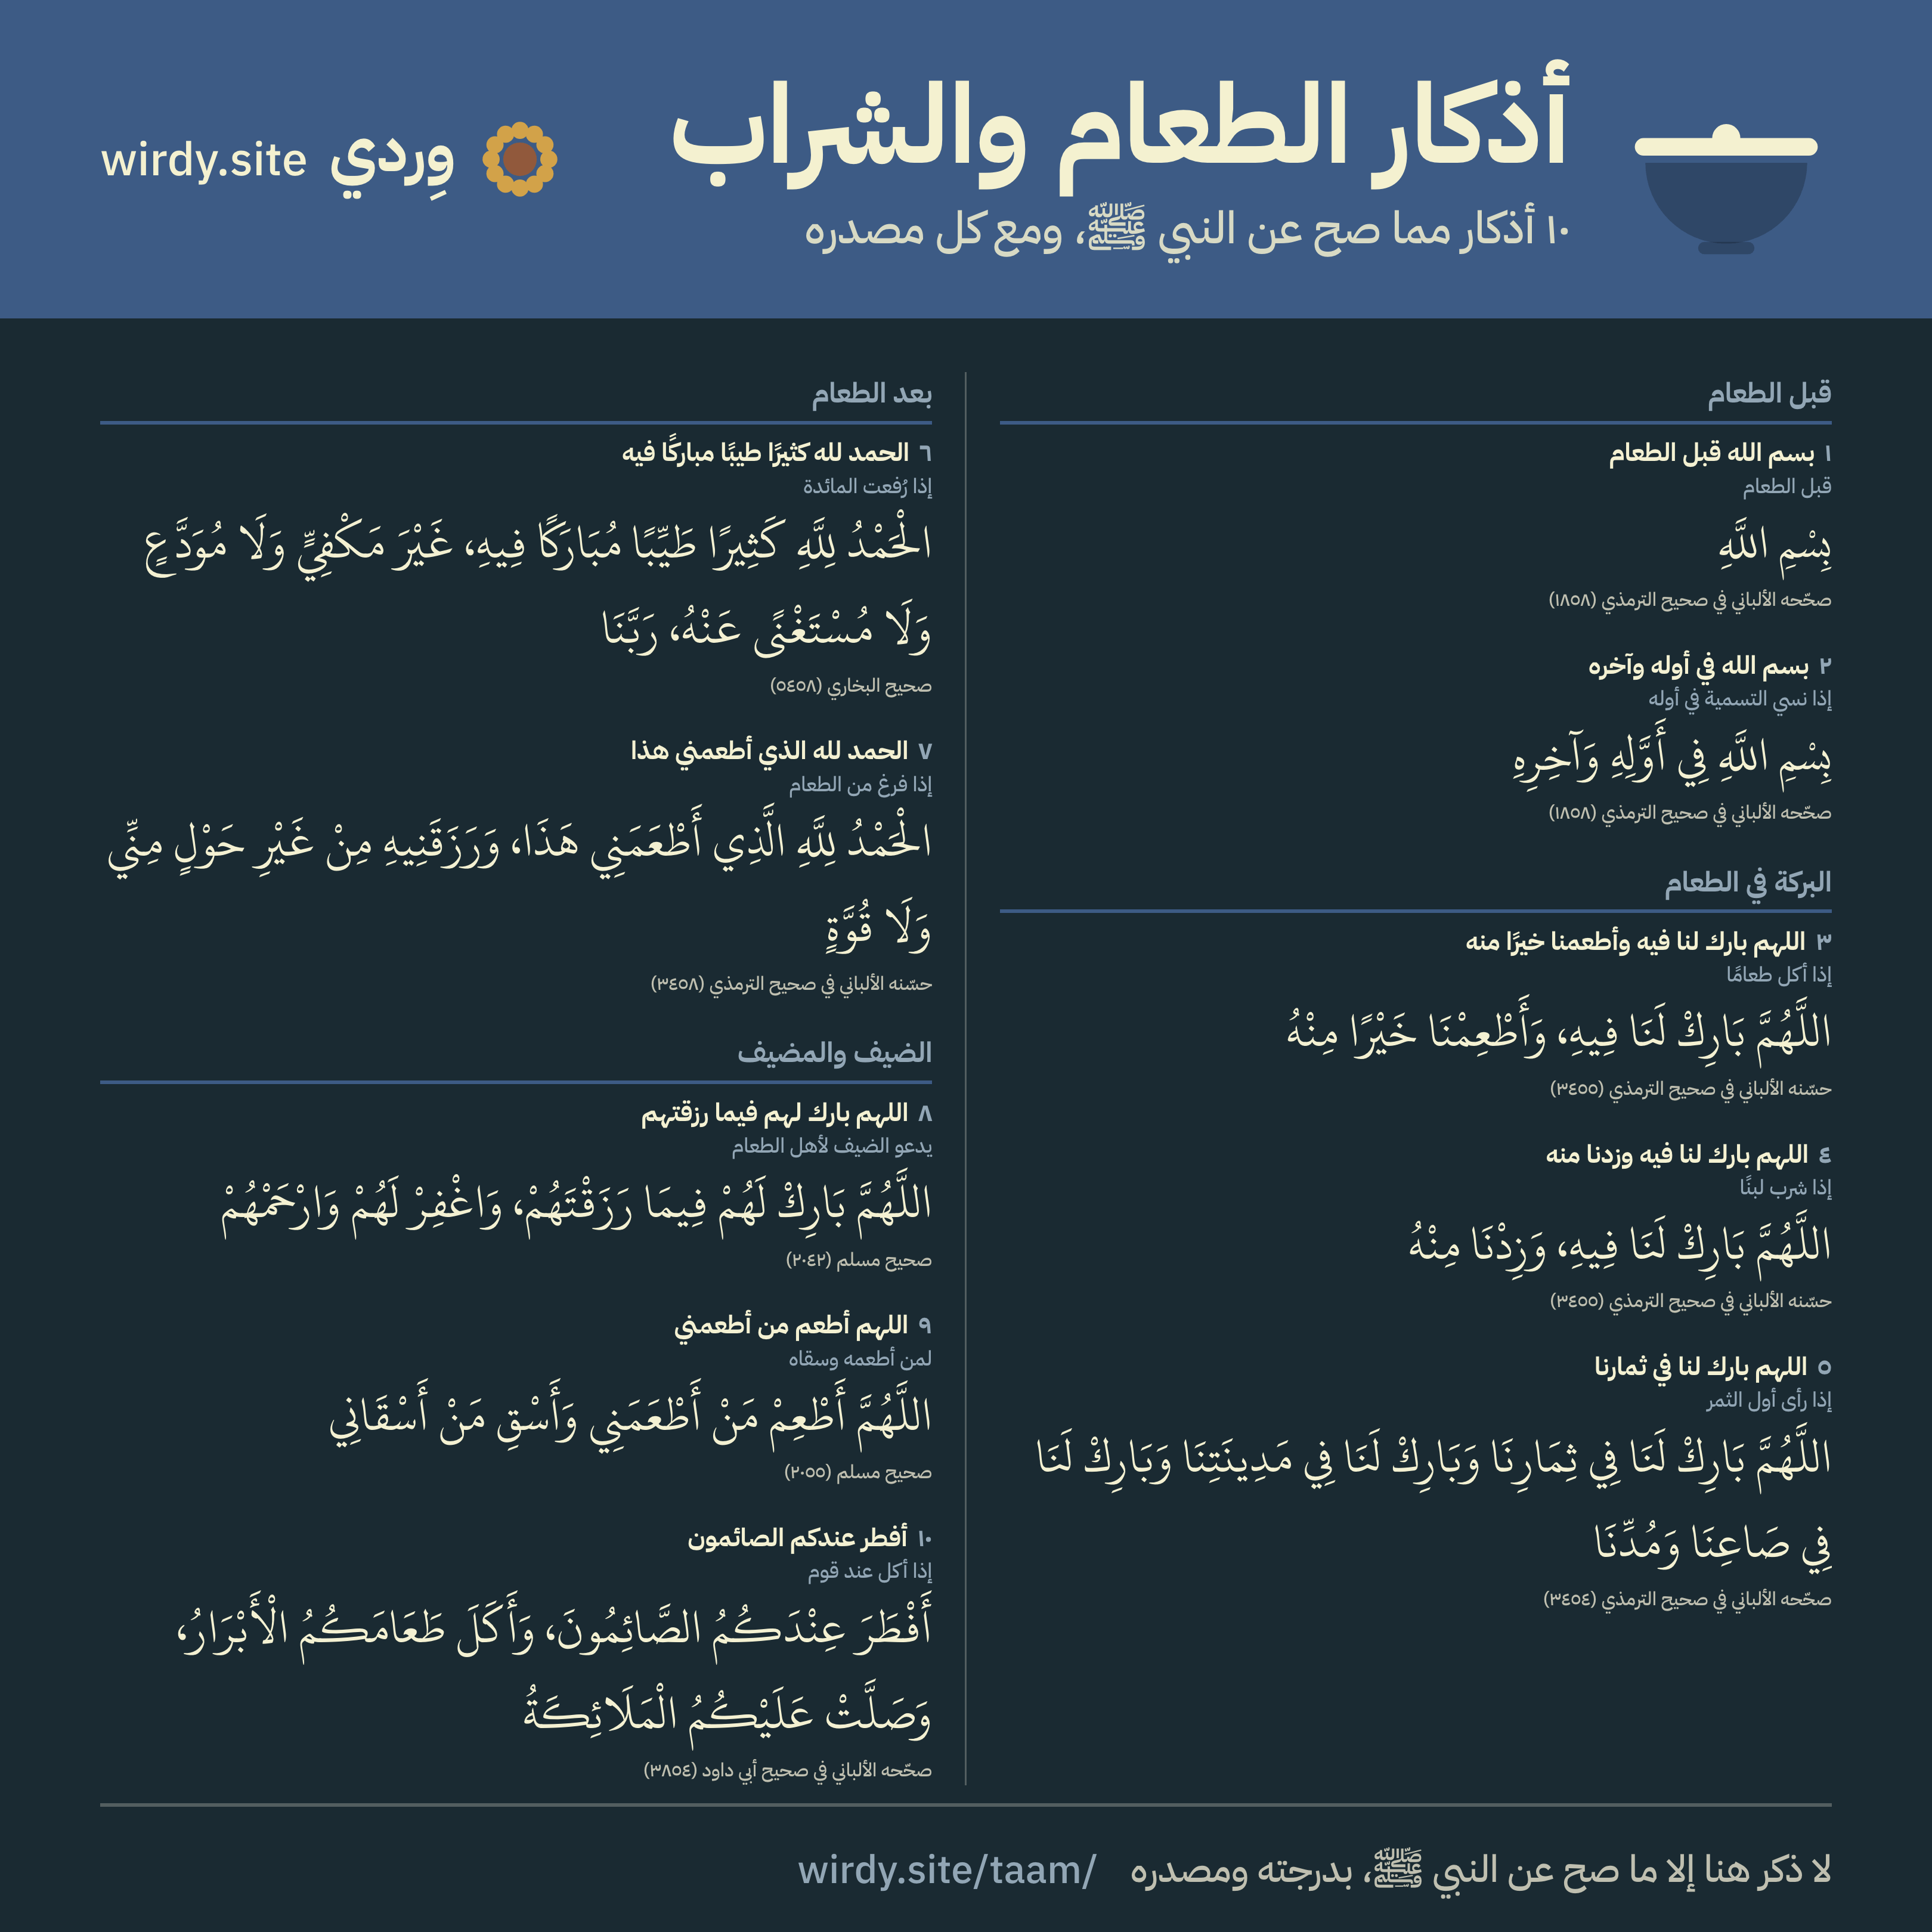 أذكار الطعام والشراب
١٠ أذكار مما صح عن النبي ﷺ، ومع كل مصدره
وِردي wirdy.site
قبل الطعام
١ بسم الله قبل الطعام
قبل الطعام
بِسْمِ اللَّهِ
صحّحه الألباني في صحيح الترمذي (١٨٥٨)
٢ بسم الله في أوله وآخره
إذا نسي التسمية في أوله
بِسْمِ اللَّهِ فِي أَوَّلِهِ وَآخِرِهِ
صحّحه الألباني في صحيح الترمذي (١٨٥٨)
البركة في الطعام
٣ اللهم بارك لنا فيه وأطعمنا خيرًا منه
إذا أكل طعامًا
اللَّهُمَّ بَارِكْ لَنَا فِيهِ، وَأَطْعِمْنَا خَيْرًا مِنْهُ
حسّنه الألباني في صحيح الترمذي (٣٤٥٥)
٤ اللهم بارك لنا فيه وزدنا منه
إذا شرب لبنًا
اللَّهُمَّ بَارِكْ لَنَا فِيهِ، وَزِدْنَا مِنْهُ
حسّنه الألباني في صحيح الترمذي (٣٤٥٥)
٥ اللهم بارك لنا في ثمارنا
إذا رأى أول الثمر
اللَّهُمَّ بَارِكْ لَنَا فِي ثِمَارِنَا وَبَارِكْ لَنَا فِي مَدِينَتِنَا وَبَارِكْ لَنَا
فِي صَاعِنَا وَمُدِّنَا
صحّحه الألباني في صحيح الترمذي (٣٤٥٤)
بعد الطعام
٦ الحمد لله كثيرًا طيبًا مباركًا فيه
إذا رُفعت المائدة
الْحَمْدُ لِلَّهِ كَثِيرًا طَيِّبًا مُبَارَكًا فِيهِ، غَيْرَ مَكْفِيٍّ وَلَا مُوَدَّعٍ
وَلَا مُسْتَغْنًى عَنْهُ، رَبَّنَا
صحيح البخاري (٥٤٥٨)
٧ الحمد لله الذي أطعمني هذا
إذا فرغ من الطعام
الْحَمْدُ لِلَّهِ الَّذِي أَطْعَمَنِي هَذَا، وَرَزَقَنِيهِ مِنْ غَيْرِ حَوْلٍ مِنِّي
وَلَا قُوَّةٍ
حسّنه الألباني في صحيح الترمذي (٣٤٥٨)
الضيف والمضيف
٨ اللهم بارك لهم فيما رزقتهم
يدعو الضيف لأهل الطعام
اللَّهُمَّ بَارِكْ لَهُمْ فِيمَا رَزَقْتَهُمْ، وَاغْفِرْ لَهُمْ وَارْحَمْهُمْ
صحيح مسلم (٢٠٤٢)
٩ اللهم أطعم من أطعمني
لمن أطعمه وسقاه
اللَّهُمَّ أَطْعِمْ مَنْ أَطْعَمَنِي وَأَسْقِ مَنْ أَسْقَانِي
صحيح مسلم (٢٠٥٥)
١٠ أفطر عندكم الصائمون
إذا أكل عند قوم
أَفْطَرَ عِنْدَكُمُ الصَّائِمُونَ، وَأَكَلَ طَعَامَكُمُ الْأَبْرَارُ،
وَصَلَّتْ عَلَيْكُمُ الْمَلَائِكَةُ
صحّحه الألباني في صحيح أبي داود (٣٨٥٤)
لا ذكر هنا إلا ما صح عن النبي ﷺ، بدرجته ومصدره wirdy.site/taam/